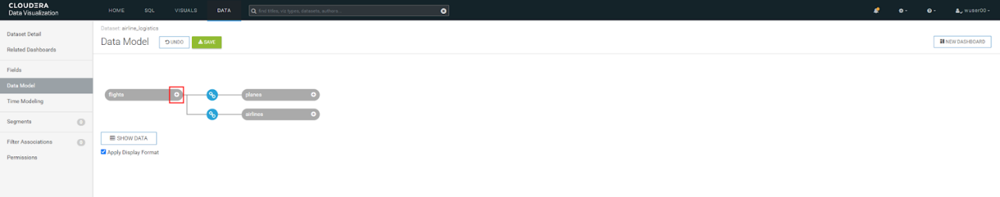 CLOUDERA
Data Visualization
HOME SQL VISUALS DATA find titles, viz types, datasets, authors... wuser00
Dataset Detail
Related Dashboards
Fields
Data Model
Time Modeling
Segments 0
Filter Associations 0
Permissions
Dataset: airline_logistics
Data Model UNDO SAVE NEW DASHBOARD
flights planes
airlines
SHOW DATA
Apply Display Format